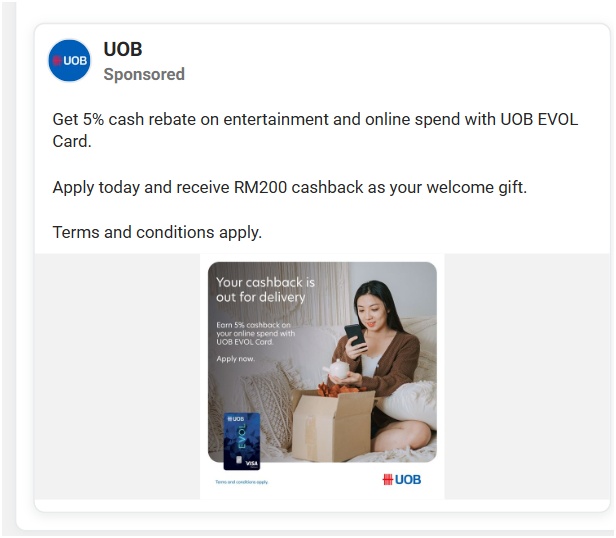 UOB
UOB
Sponsored
Get 5% cash rebate on entertainment and online spend with UOB EVOL
Card.
Apply today and receive RM200 cashback as your welcome gift.
Terms and conditions apply.
Your cashback is
out for delivery
Earn 5% cashback on
your online spend with
UOB EVOL Card.
Apply now.
UOB
EVOL
VISA
Terms and conditions apply.
UOB